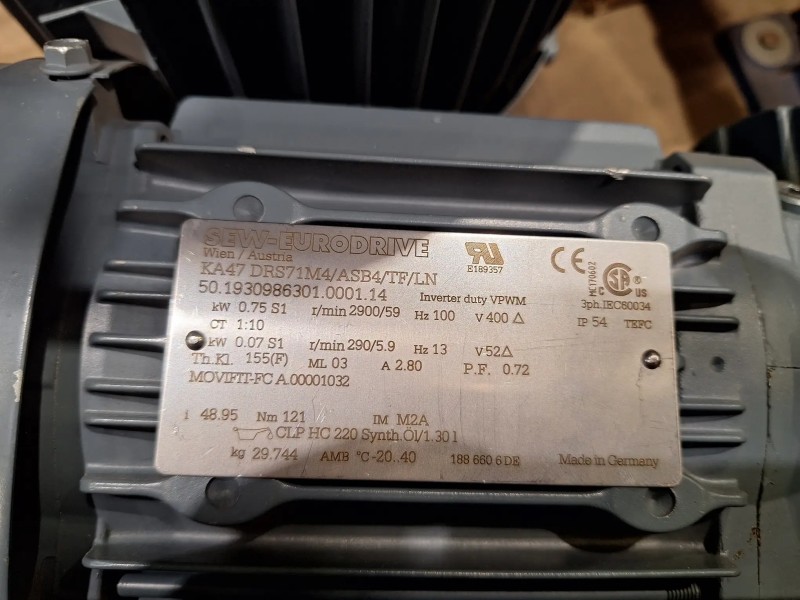 SEW-EURODRIVE
Wien / Austria
KA47 DRS71M4/ASB4/TF/LN
50.1930986301.0001.14 Inverter duty VPWM
E189357
MC170602
C US
3ph.IEC60034
kW 0.75 S1 r/min 2900/59 Hz 100 V 400 Δ IP 54 TEFC
CT 1:10
kW 0.07 S1 r/min 290/5.9 Hz 13 V 52Δ
Th.Kl. 155(F) ML 03 A 2.80 P.F. 0.72
MOVIFIT-FC A.00001032
i 48.95 Nm 121 IM M2A
CLP HC 220 Synth Öl/1.30 l
kg 29.744 AMB °C -20..40 188 660 6 DE Made in Germany